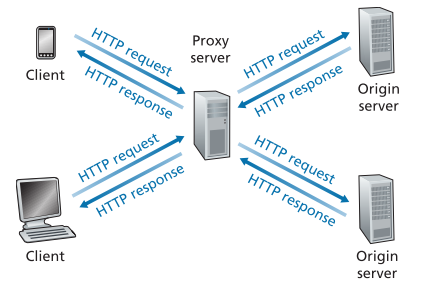 HTTP request
HTTP response
Client
Proxy
server
HTTP request
HTTP response
Origin
server
HTTP request
HTTP response
Client
HTTP request
HTTP response
Origin
server